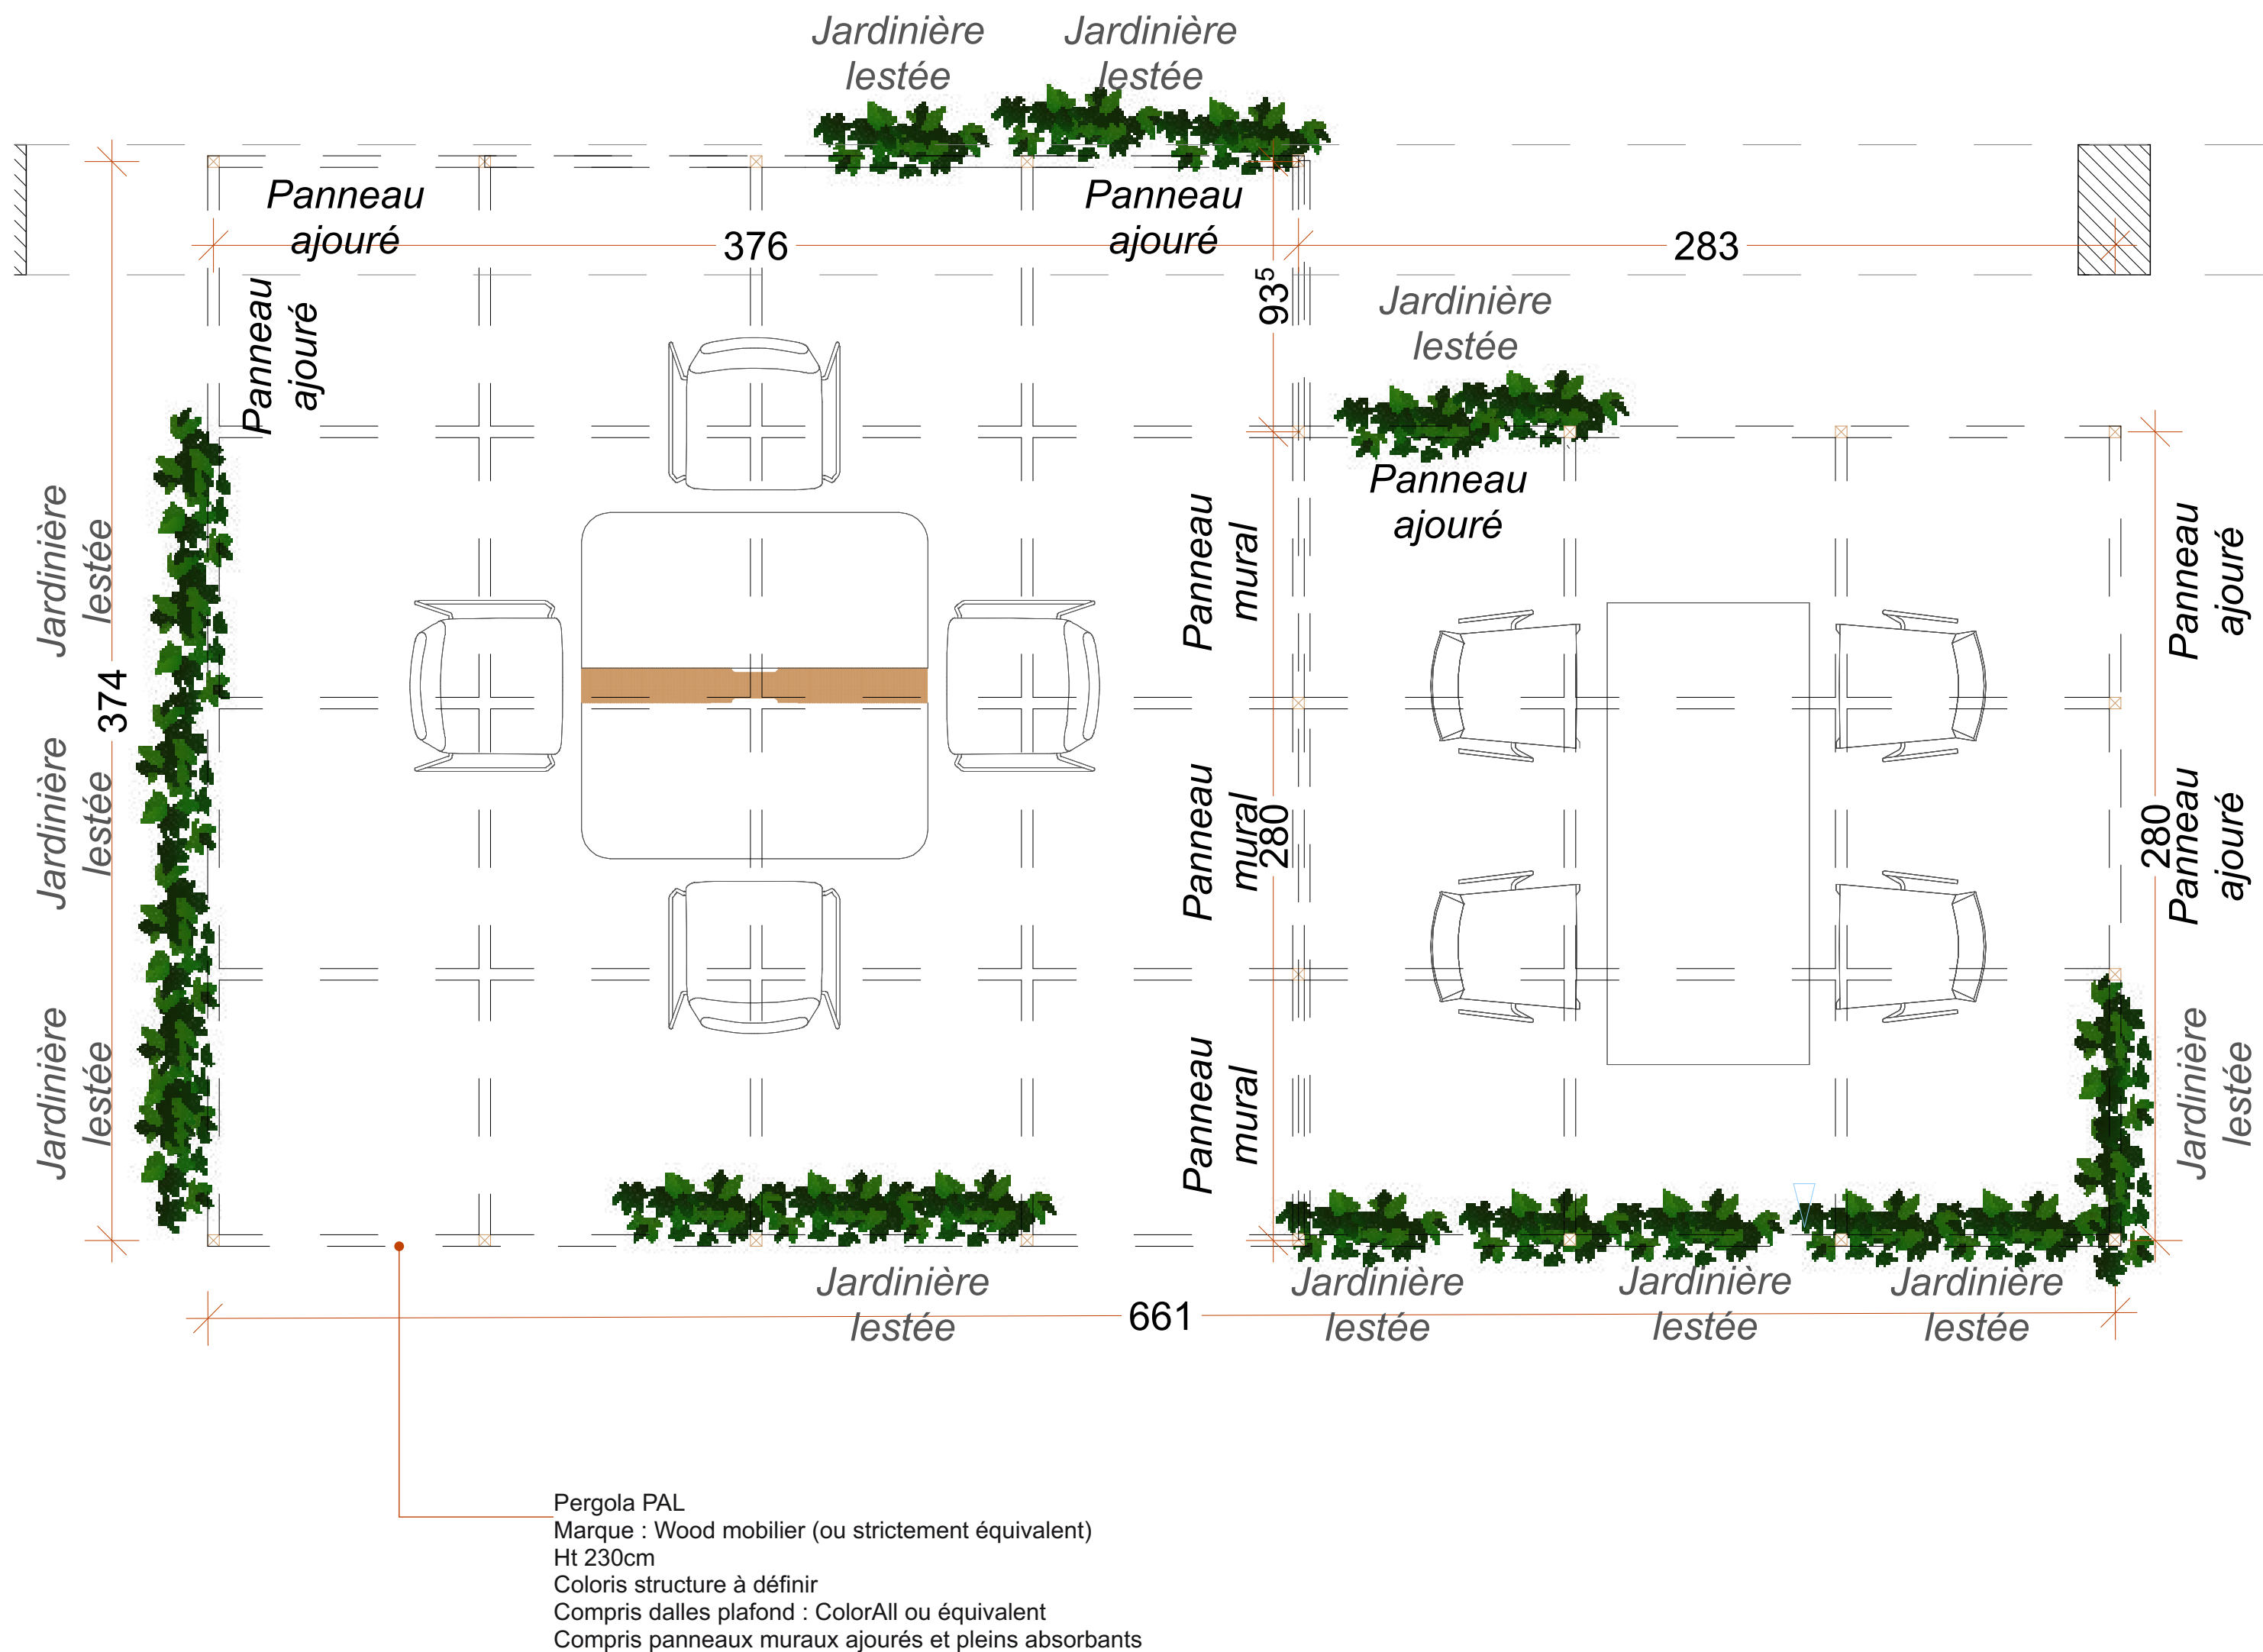 Jardinière
lestée
Jardinière
lestée
Panneau
ajouré
Panneau
ajouré
376
283
93⁵
Panneau
ajouré
Jardinière
lestée
Panneau
ajouré
Jardinière
lestée
Panneau
mural
Panneau
ajouré
374
Jardinière
lestée
Panneau
mural
280
280
Panneau
ajouré
Jardinière
lestée
Panneau
mural
Jardinière
lestée
Jardinière
lestée
Jardinière
lestée
Jardinière
lestée
Jardinière
lestée
661
Pergola PAL
Marque : Wood mobilier (ou strictement équivalent)
Ht 230cm
Coloris structure à définir
Compris dalles plafond : ColorAll ou équivalent
Compris panneaux muraux ajourés et pleins absorbants